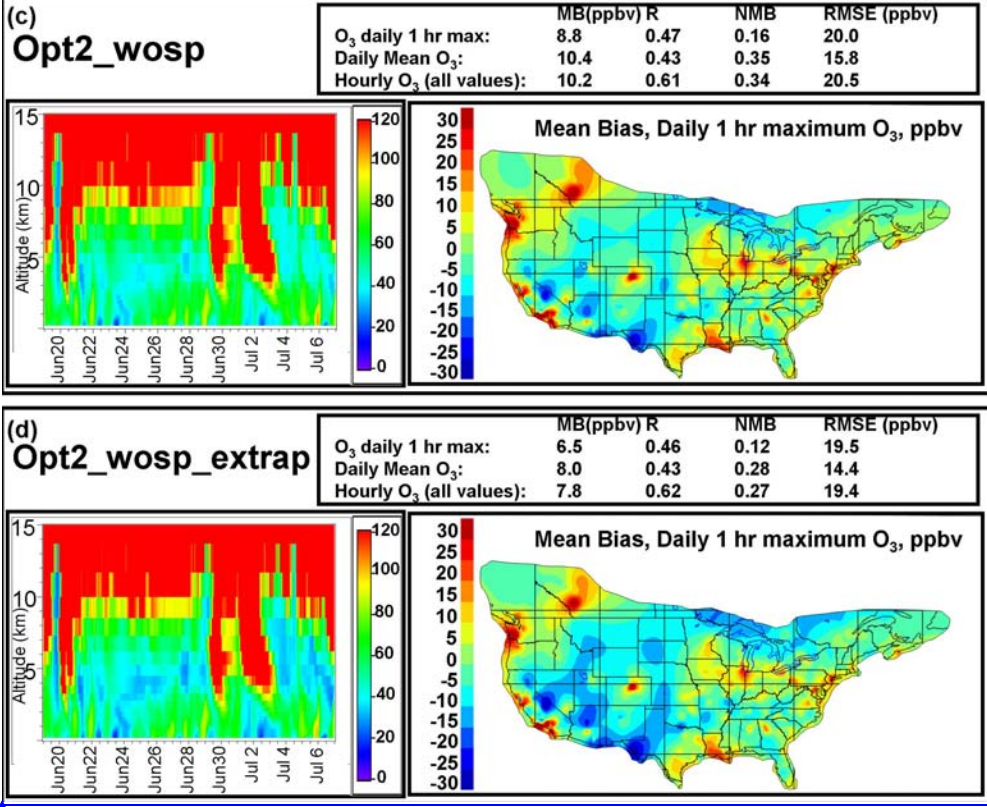 (c)
Opt2_wosp
MB(ppbv) R NMB RMSE (ppbv)
O₃ daily 1 hr max: 8.8 0.47 0.16 20.0
Daily Mean O₃: 10.4 0.43 0.35 15.8
Hourly O₃ (all values): 10.2 0.61 0.34 20.5
15
10
5
Altitude (km)
Jun20
Jun22
Jun24
Jun26
Jun28
Jun30
Jul 2
Jul 4
Jul 6
120
100
80
60
40
20
0
Mean Bias, Daily 1 hr maximum O₃, ppbv
30
25
20
15
10
5
0
-5
-10
-15
-20
-25
-30
(d)
Opt2_wosp_extrap
MB(ppbv) R NMB RMSE (ppbv)
O₃ daily 1 hr max: 6.5 0.46 0.12 19.5
Daily Mean O₃: 8.0 0.43 0.28 14.4
Hourly O₃ (all values): 7.8 0.62 0.27 19.4
15
10
5
Altitude (km)
Jun20
Jun22
Jun24
Jun26
Jun28
Jun30
Jul 2
Jul 4
Jul 6
120
100
80
60
40
20
0
Mean Bias, Daily 1 hr maximum O₃, ppbv
30
25
20
15
10
5
0
-5
-10
-15
-20
-25
-30